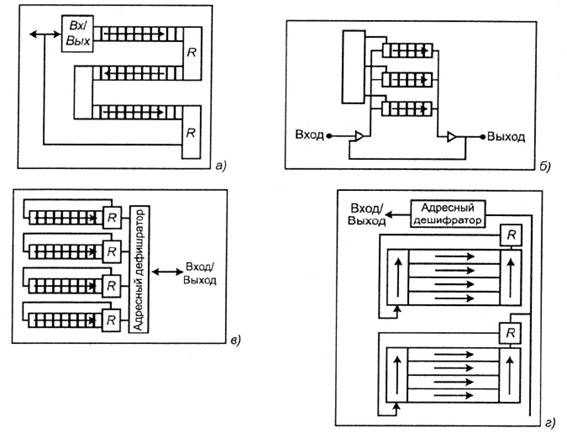 Вх/
Вых
R
R
а)
Вход
Выход
б)
R
R
R
R
Адресный дефишратор
Вход/
Выход
в)
Вход/
Выход
Адресный
дешифратор
R
R
г)